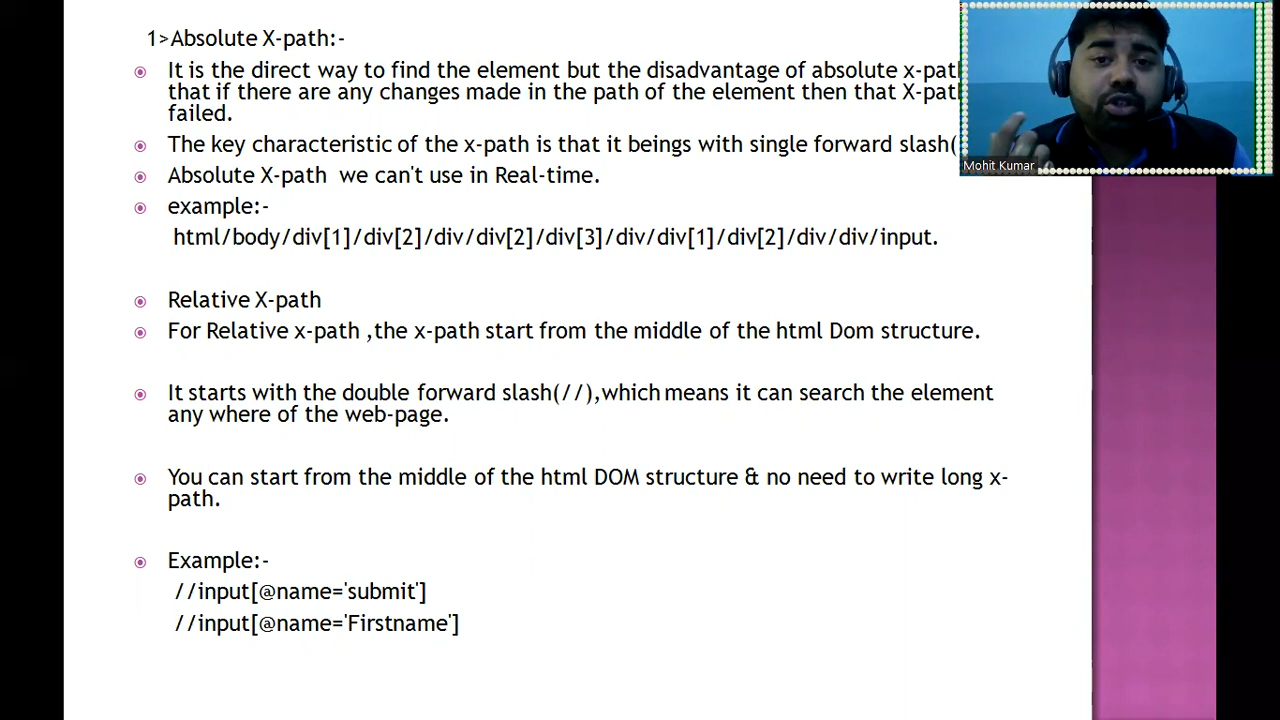 1>Absolute X-path:-
It is the direct way to find the element but the disadvantage of absolute x-path
that if there are any changes made in the path of the element then that X-path
failed.
The key characteristic of the x-path is that it beings with single forward slash(
Absolute X-path we can't use in Real-time.
example:-
html/body/div[1]/div[2]/div/div[2]/div[3]/div/div[1]/div[2]/div/div/input.
Relative X-path
For Relative x-path ,the x-path start from the middle of the html Dom structure.
It starts with the double forward slash(//),which means it can search the element
any where of the web-page.
You can start from the middle of the html DOM structure & no need to write long x-
path.
Example:-
//input[@name='submit']
//input[@name='Firstname']
Mohit Kumar